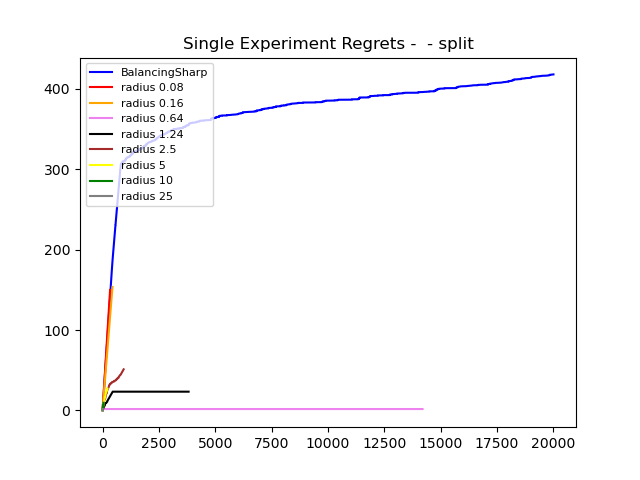 Single Experiment Regrets -  - split
BalancingSharp
radius 0.08
radius 0.16
radius 0.64
radius 1.24
radius 2.5
radius 5
radius 10
radius 25
400
300
200
100
0
0 2500 5000 7500 10000 12500 15000 17500 20000